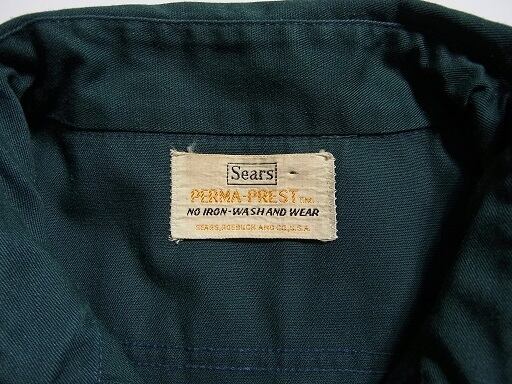 Sears
PERMA-PREST
NO IRON-WASH AND WEAR
SEARS, ROEBUCK AND CO., U.S.A.